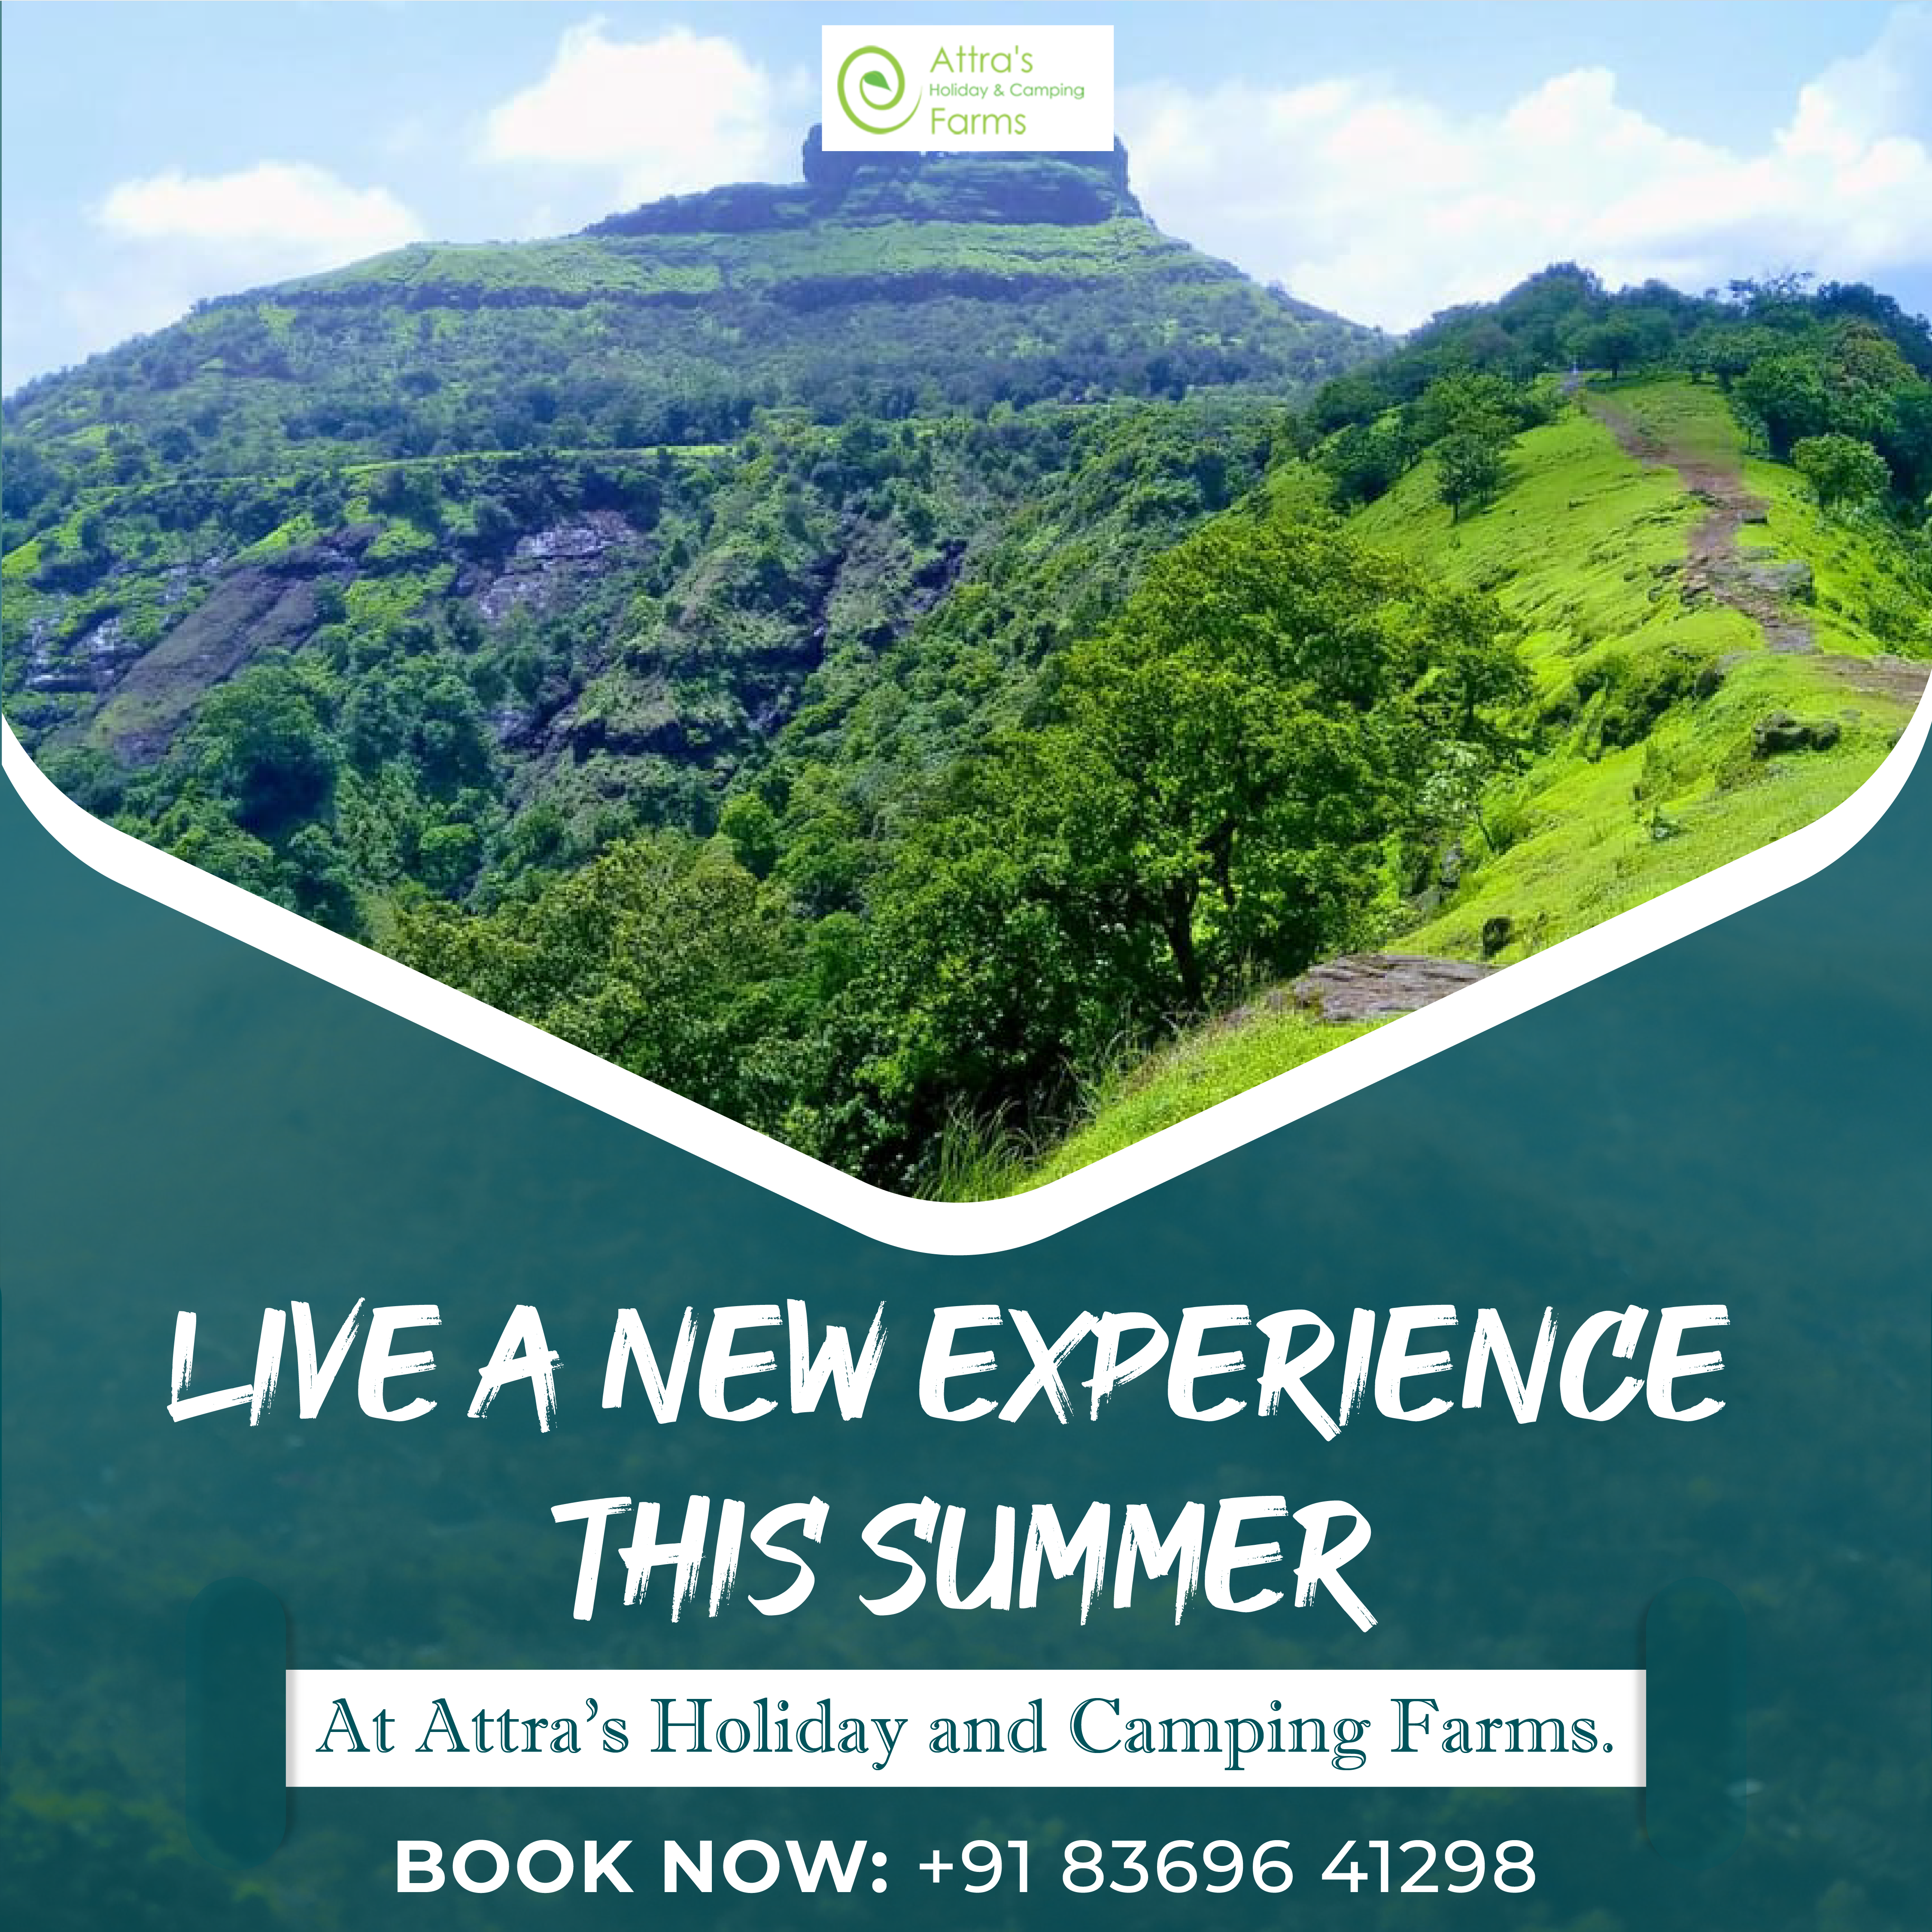 Attra's
Holiday & Camping
Farms
LIVE A NEW EXPERIENCE
THIS SUMMER
At Attra’s Holiday and Camping Farms.
BOOK NOW: +91 83696 41298